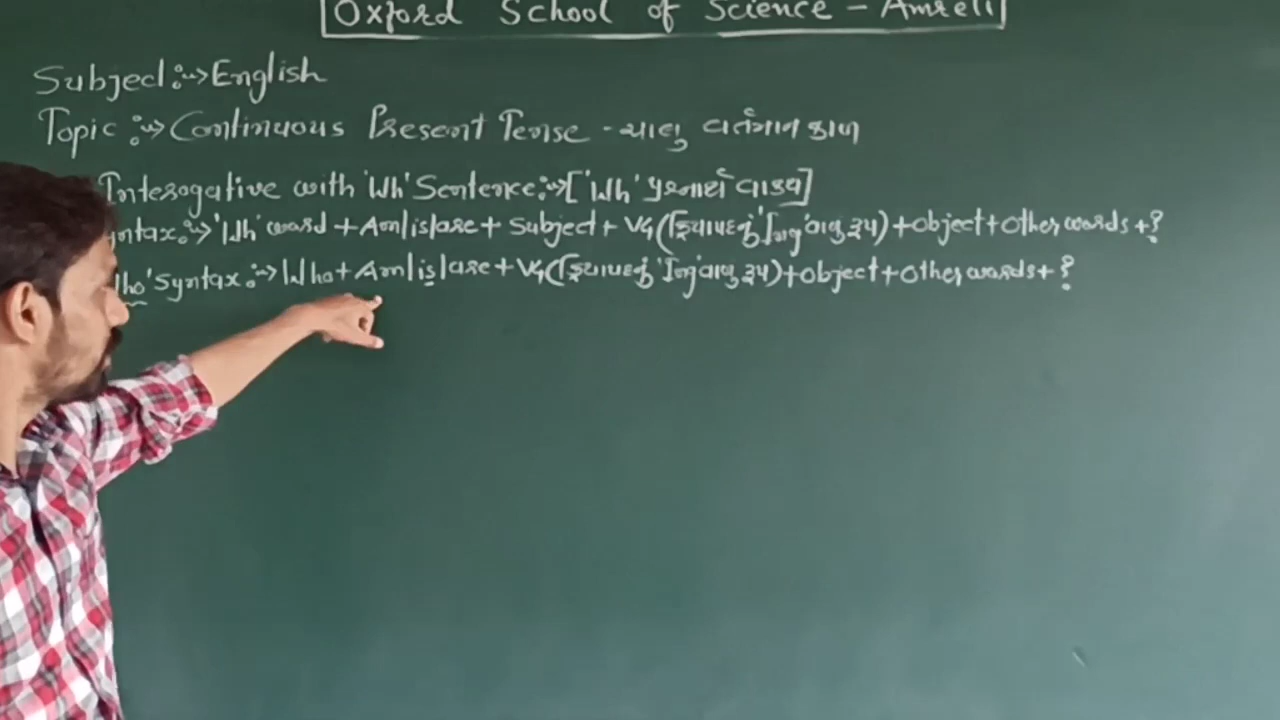 Oxford School of Science - Amreli
Subject :~> English
Topic :~> Continuous Present Tense - ચાલુ વર્તમાન કાળ
Interogative with 'Wh' Sentence :~> ['Wh' પ્રશ્નાર્થ વાક્ય]
ntax :~> 'Wh' word + Am/is/are + Subject + V4 (ક્રિયાપદનું 'ing' વાળુ રૂપ) + object + other words + ?
ho' Syntax :~> Who + Am/is/are + V4 (ક્રિયાપદનું 'ing' વાળુ રૂપ) + object + other words + ?